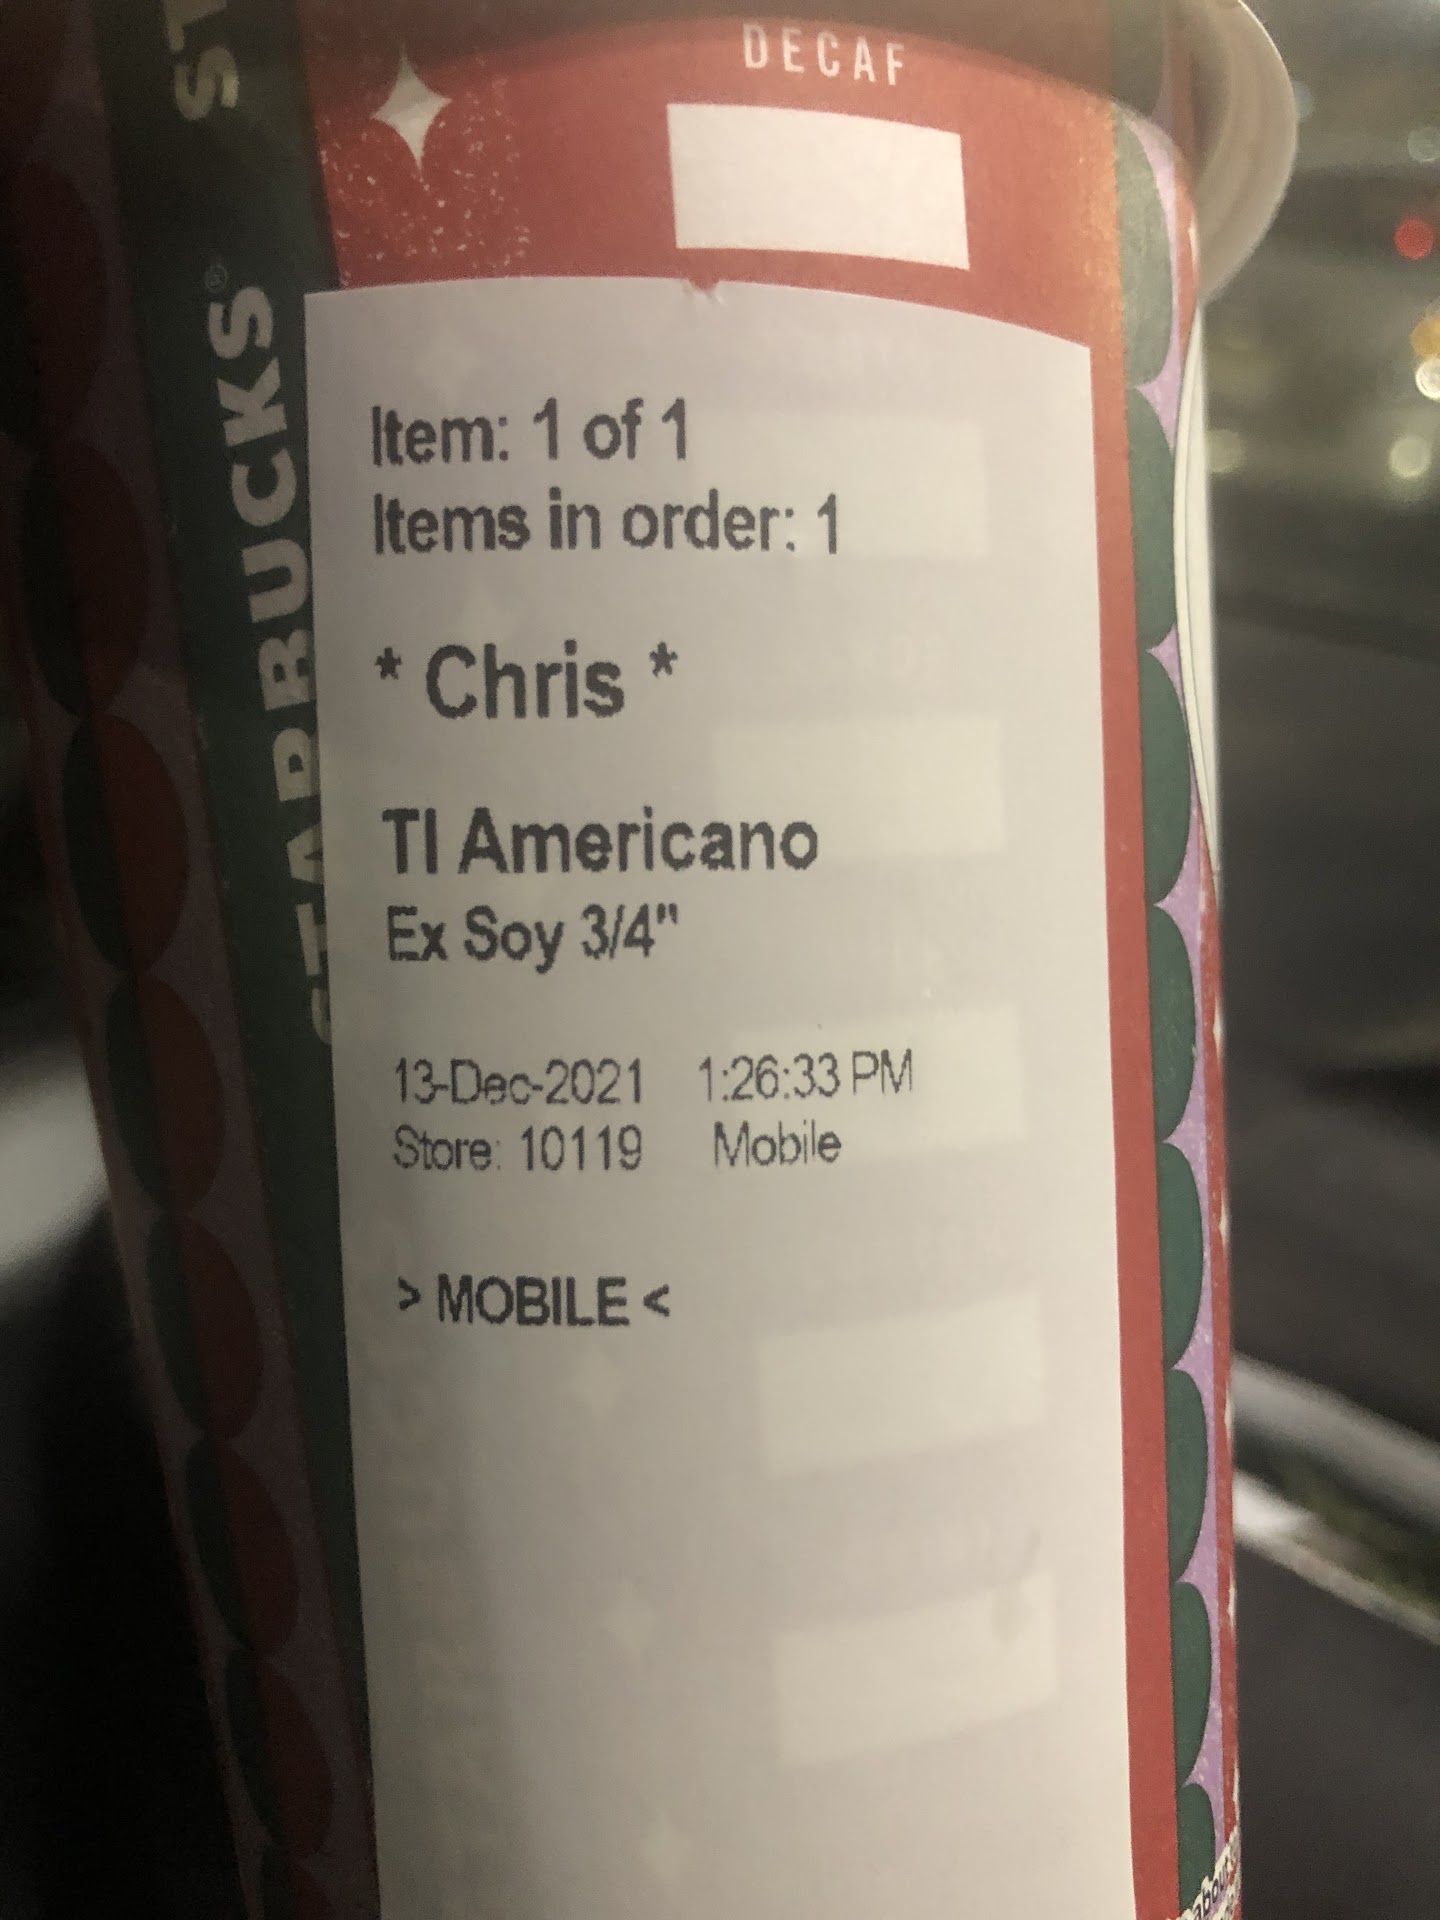 DECAF
STARBUCKS®
ST
Item: 1 of 1
Items in order: 1
* Chris *
TI Americano
Ex Soy 3/4"
13-Dec-2021 1:26:33 PM
Store: 10119 Mobile
> MOBILE <